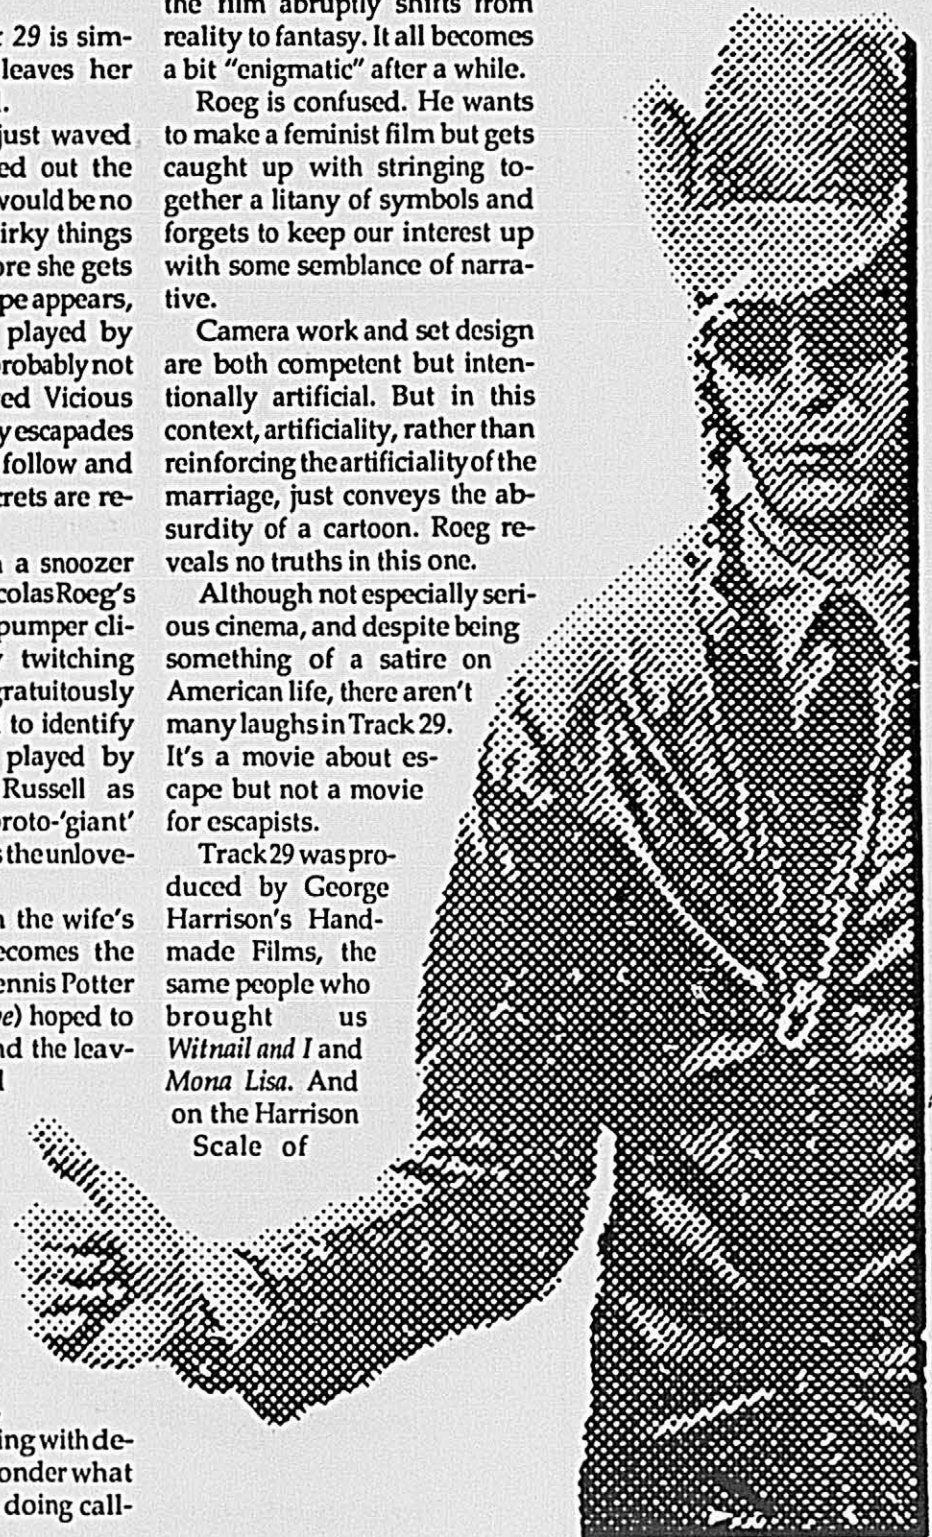 29 is sim-
leaves her
just waved
ed out the
would be no
irky things
ore she gets
pe appears,
played by
probably not
ed Vicious
y escapades
follow and
crets are re-
a snoozer
colas Roeg's
pumper cli-
twitching
gratuitously
to identify
played by
Russell as
proto-'giant'
s the unlove-
n the wife's
ecomes the
ennis Potter
e) hoped to
nd the leav-
ing with de-
onder what
doing call-
the film abruptly shifts from
reality to fantasy. It all becomes
a bit "enigmatic" after a while.
Roeg is confused. He wants
to make a feminist film but gets
caught up with stringing to-
gether a litany of symbols and
forgets to keep our interest up
with some semblance of narra-
tive.
Camera work and set design
are both competent but inten-
tionally artificial. But in this
context, artificiality, rather than
reinforcing the artificiality of the
marriage, just conveys the ab-
surdity of a cartoon. Roeg re-
veals no truths in this one.
Although not especially seri-
ous cinema, and despite being
something of a satire on
American life, there aren't
many laughs in Track 29.
It's a movie about es-
cape but not a movie
for escapists.
Track 29 was pro-
duced by George
Harrison's Hand-
made Films, the
same people who
brought us
Witnail and I and
Mona Lisa. And
on the Harrison
Scale of